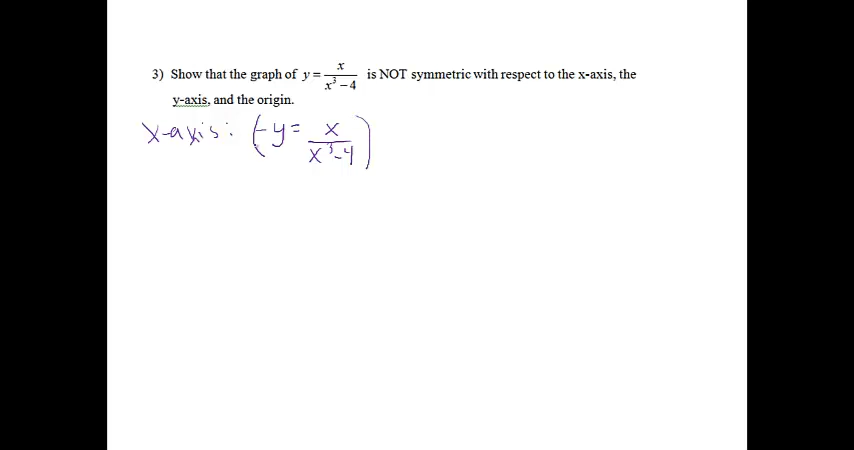 3) Show that the graph of y = x / (x³ − 4) is NOT symmetric with respect to the x-axis, the
y-axis, and the origin.
x-axis: (-y = x / (x³-4))